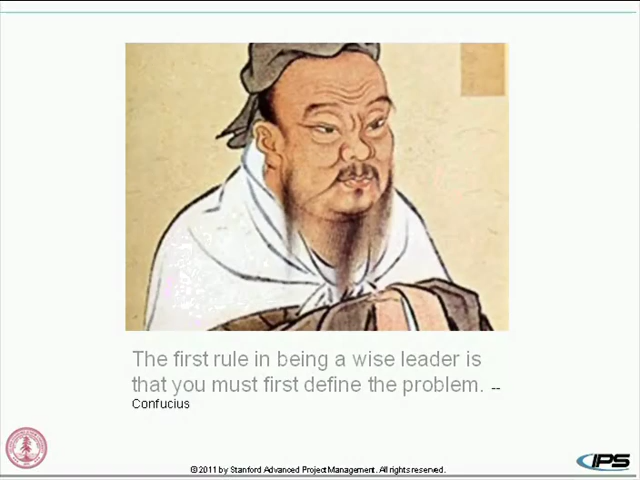 The first rule in being a wise leader is
that you must first define the problem. --
Confucius
© 2011 by Stanford Advanced Project Management. All rights reserved.
IPS